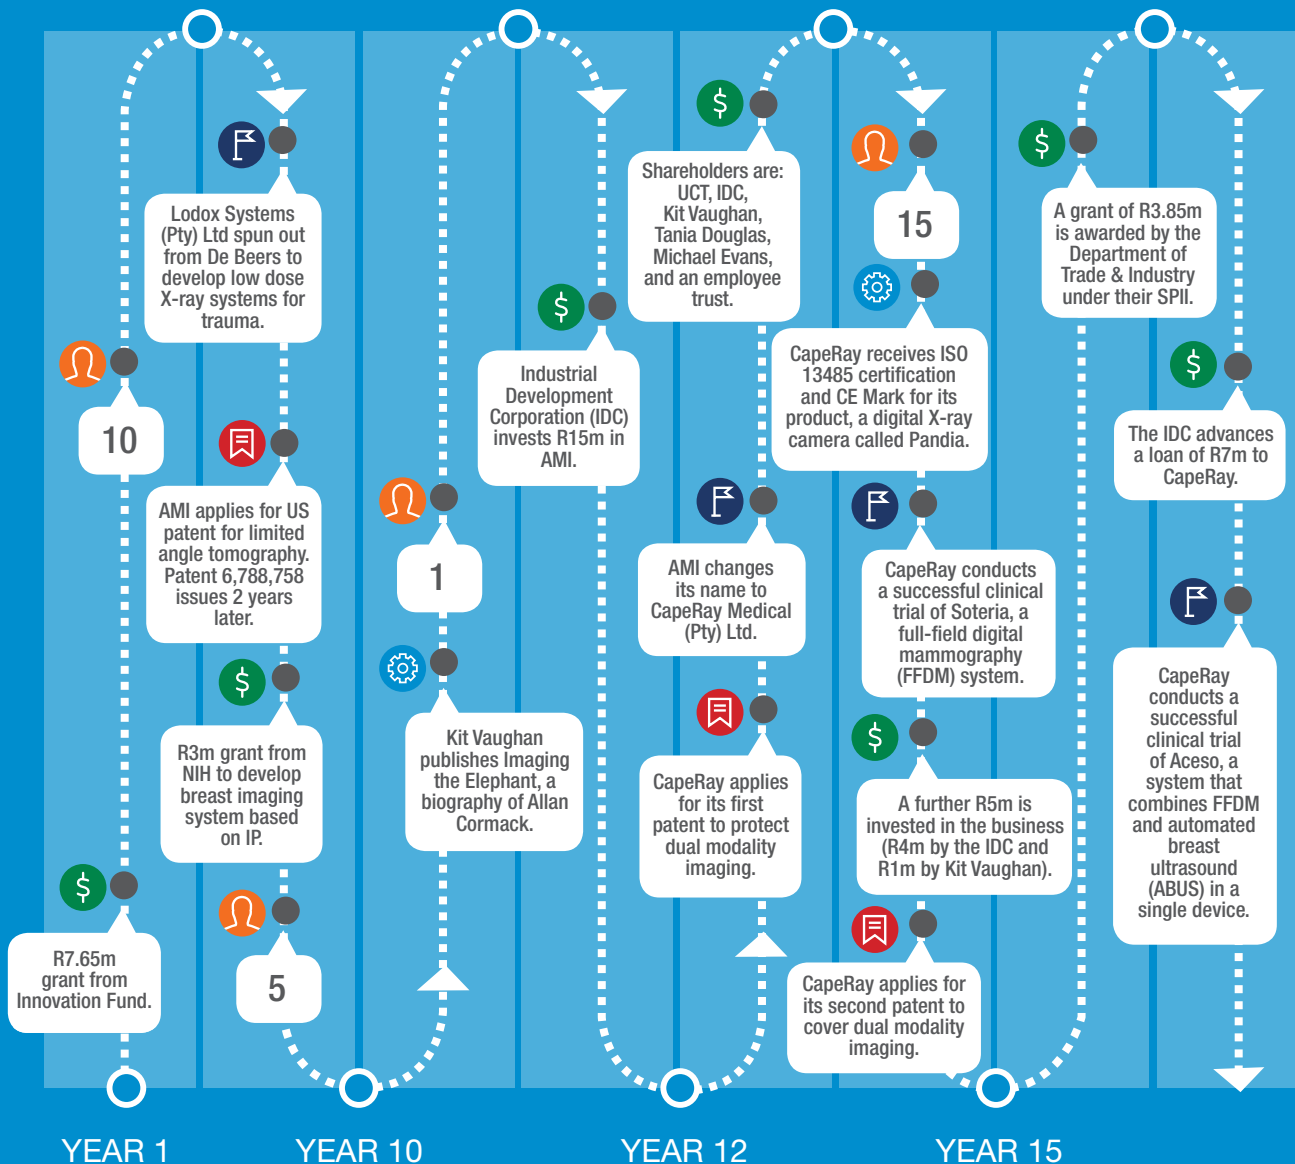 R7.65m
grant from
Innovation Fund.
10
Lodox Systems
(Pty) Ltd spun out
from De Beers to
develop low dose
X-ray systems for
trauma.
AMI applies for US
patent for limited
angle tomography.
Patent 6,788,758
issues 2 years
later.
R3m grant from
NIH to develop
breast imaging
system based
on IP.
5
Kit Vaughan
publishes Imaging
the Elephant, a
biography of Allan
Cormack.
1
Industrial
Development
Corporation (IDC)
invests R15m in
AMI.
CapeRay applies
for its first
patent to protect
dual modality
imaging.
AMI changes
its name to
CapeRay Medical
(Pty) Ltd.
Shareholders are:
UCT, IDC,
Kit Vaughan,
Tania Douglas,
Michael Evans,
and an employee
trust.
15
CapeRay receives ISO
13485 certification
and CE Mark for its
product, a digital X-ray
camera called Pandia.
CapeRay conducts
a successful clinical
trial of Soteria, a
full-field digital
mammography
(FFDM) system.
A further R5m is
invested in the business
(R4m by the IDC and
R1m by Kit Vaughan).
CapeRay applies for
its second patent to
cover dual modality
imaging.
A grant of R3.85m
is awarded by the
Department of
Trade & Industry
under their SPII.
The IDC advances
a loan of R7m to
CapeRay.
CapeRay
conducts a
successful
clinical trial
of Aceso, a
system that
combines FFDM
and automated
breast
ultrasound
(ABUS) in a
single device.
YEAR 1
YEAR 10
YEAR 12
YEAR 15